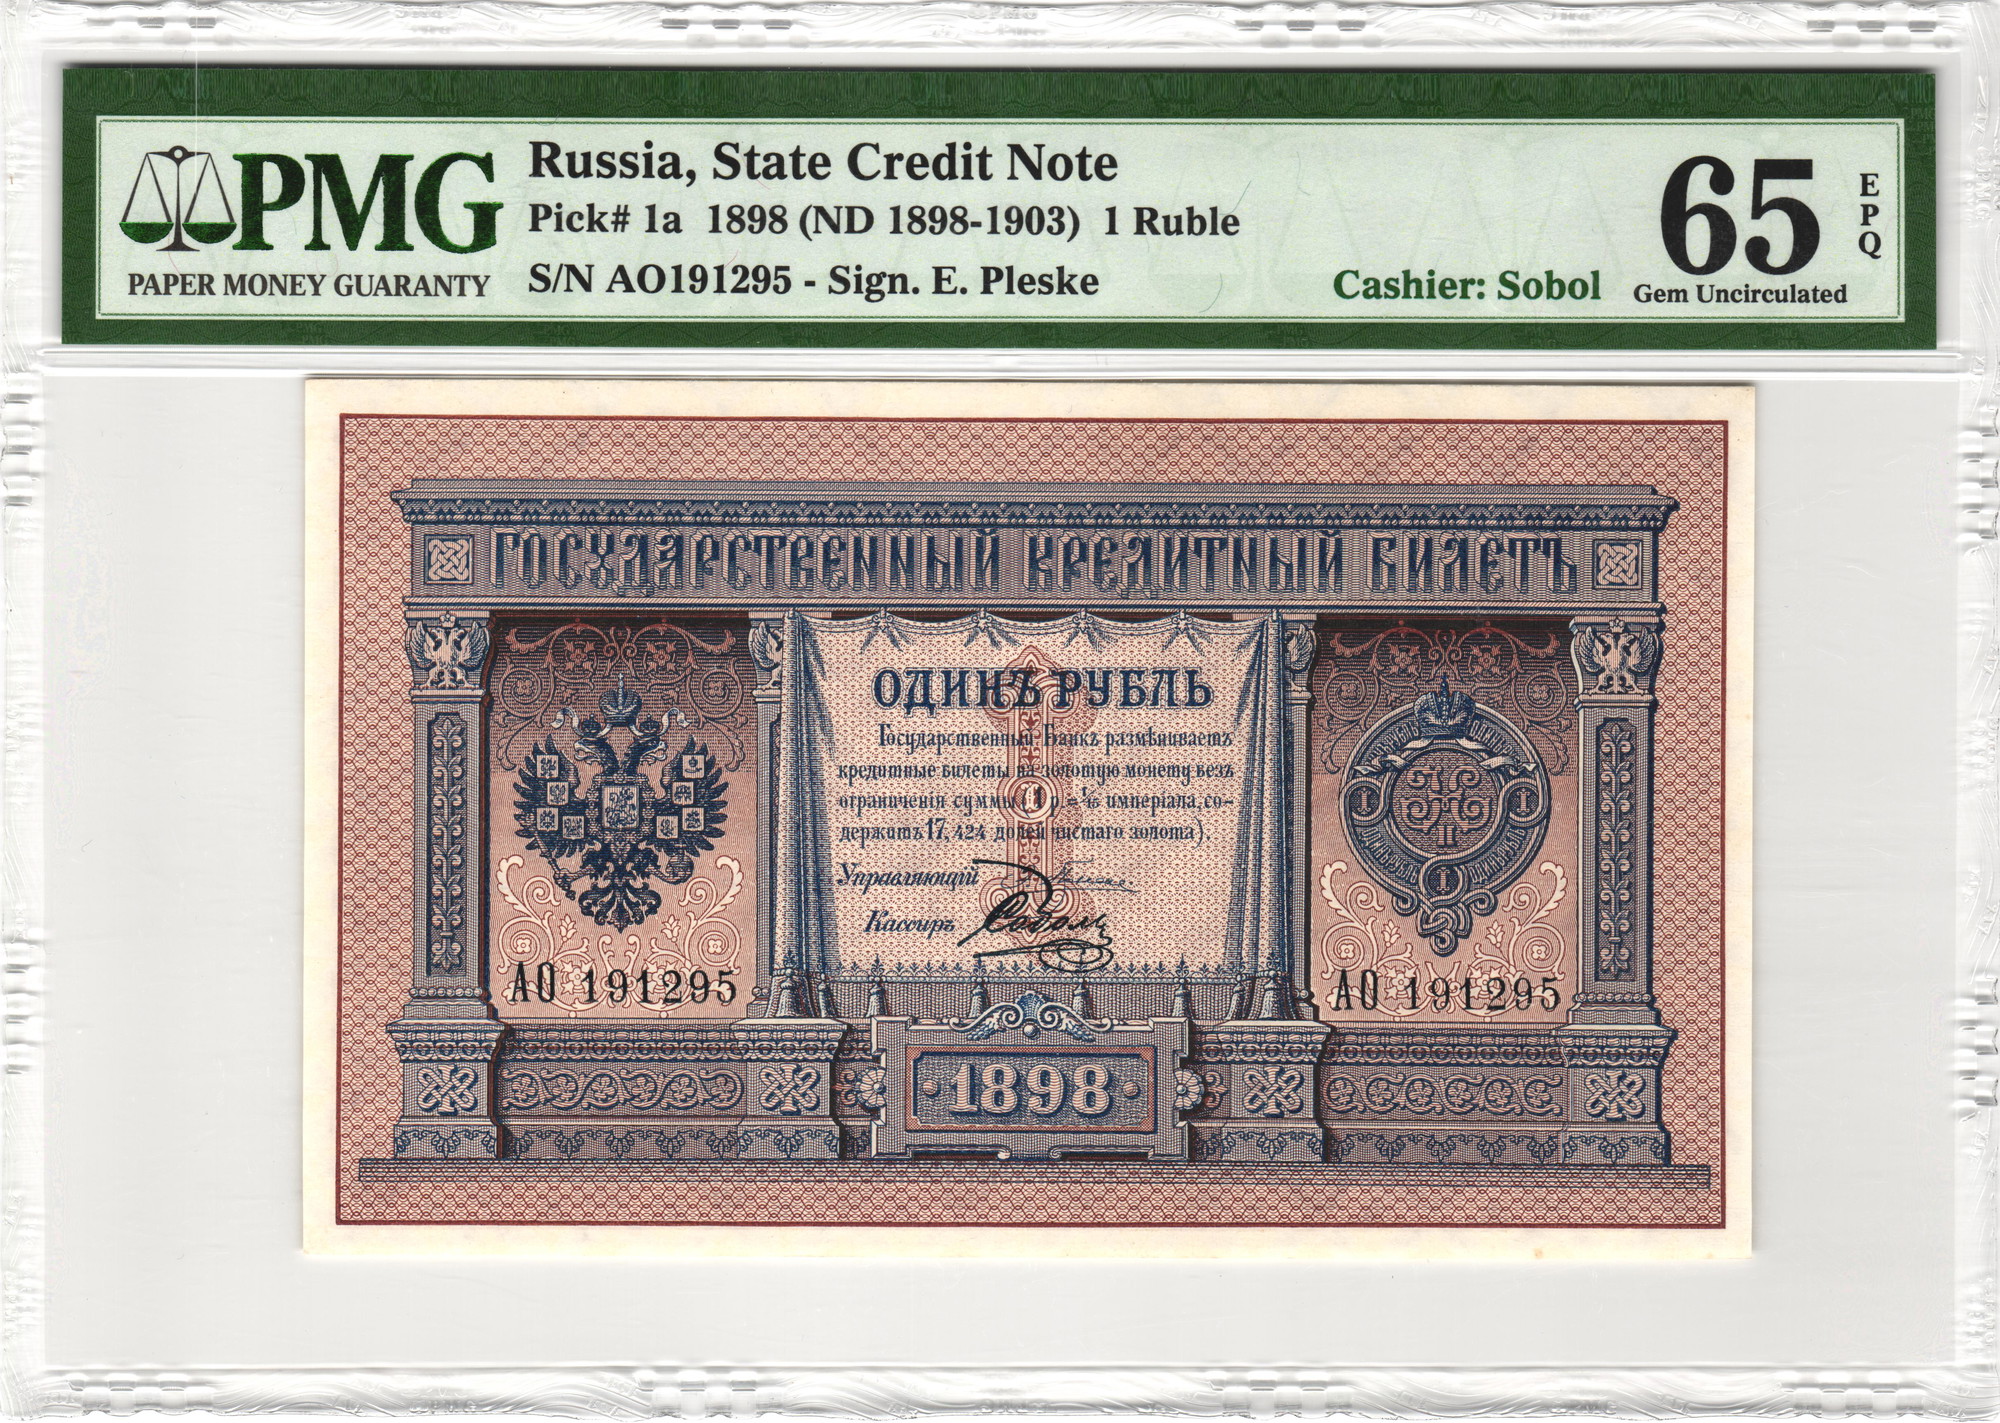 PMG
PAPER MONEY GUARANTY
Russia, State Credit Note
Pick# 1a 1898 (ND 1898-1903) 1 Ruble
S/N AO191295 - Sign. E. Pleske
Cashier: Sobol
65
EPQ
Gem Uncirculated
ГОСУДАРСТВЕННЫЙ КРЕДИТНЫЙ БИЛЕТЪ
ОДИНЪ РУБЛЬ
Государственный Банкъ размѣниваетъ
кредитные билеты на золотую монету безъ
ограниченія суммы (1 р. = 1/15 имперіала, со-
держитъ 17,424 долей чистаго золота).
Управляющій
Кассиръ Соболь
АО 191295
АО 191295
1898